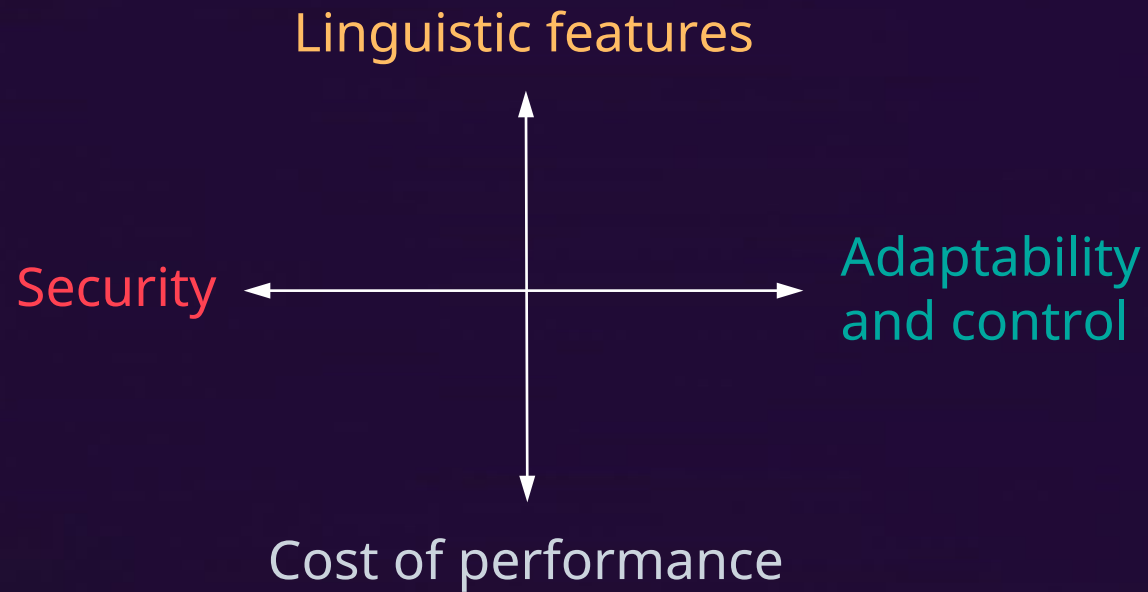 Linguistic features
Security
Adaptability
and control
Cost of performance